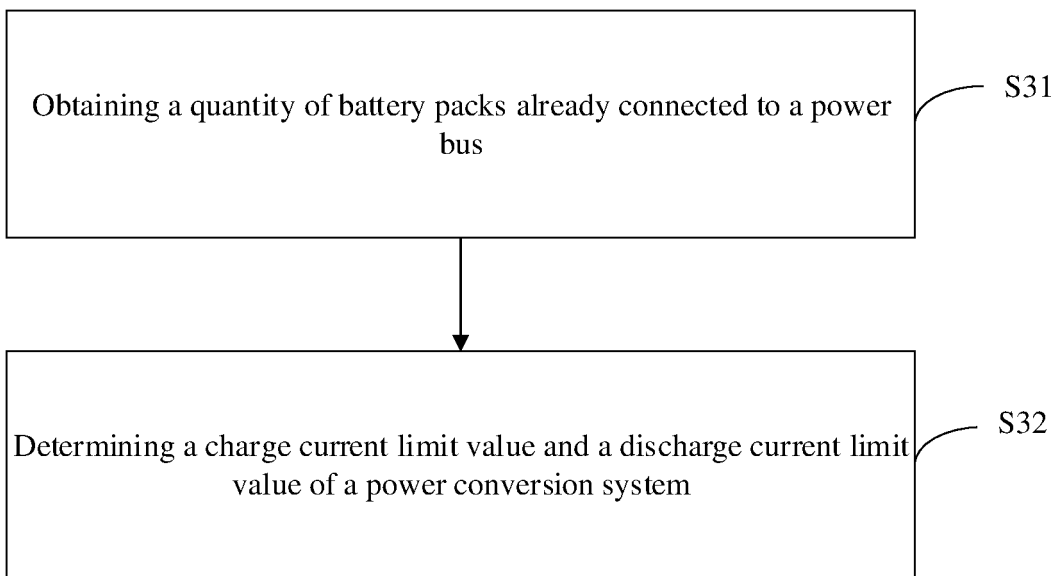 Obtaining a quantity of battery packs already connected to a power
bus
S31
Determining a charge current limit value and a discharge current limit
value of a power conversion system
S32